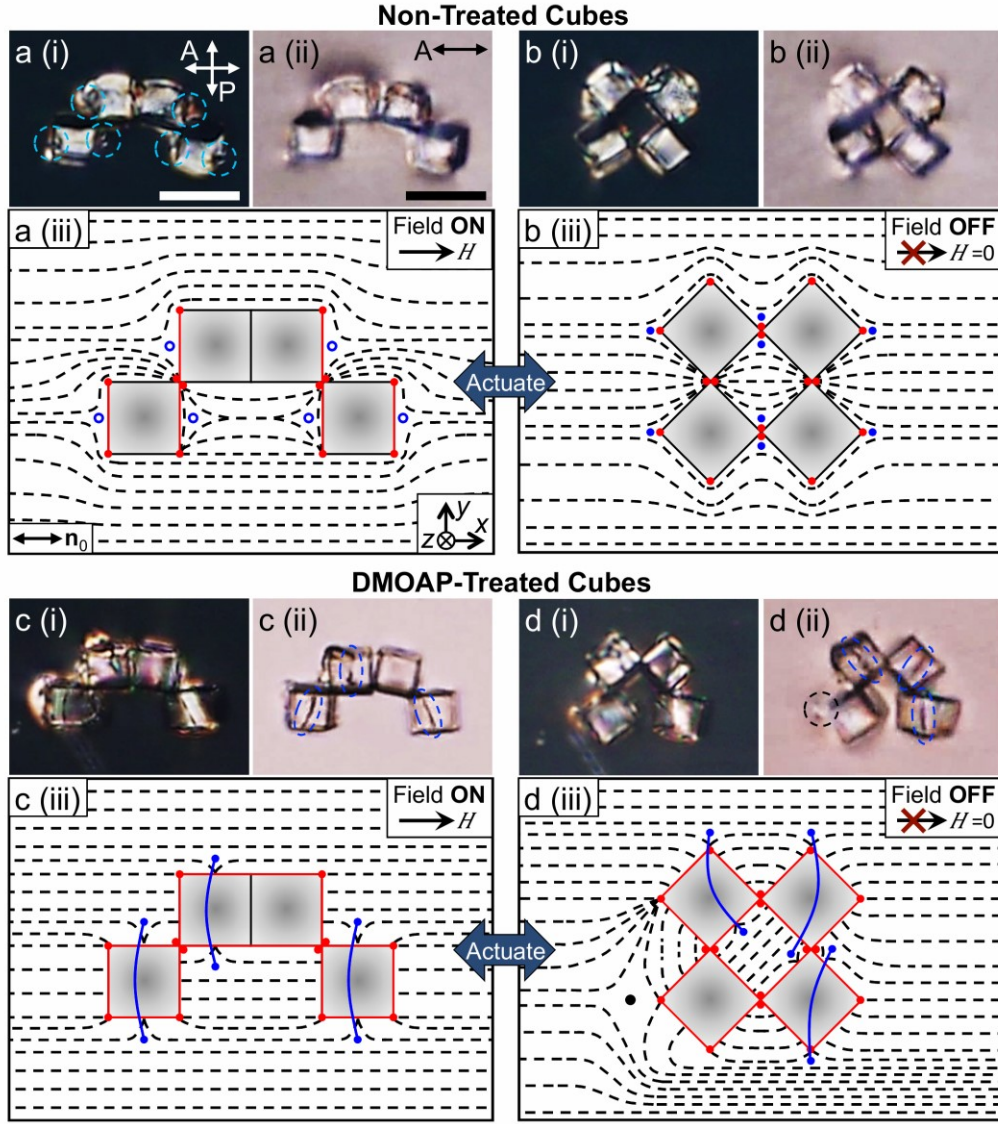 Non-Treated Cubes
a (i)
A
P
a (ii)
A
b (i)
b (ii)
a (iii)
Field ON
H
b (iii)
Field OFF
H=0
Actuate
n₀
y
x
z
DMOAP-Treated Cubes
c (i)
c (ii)
d (i)
d (ii)
c (iii)
Field ON
H
d (iii)
Field OFF
H=0
Actuate